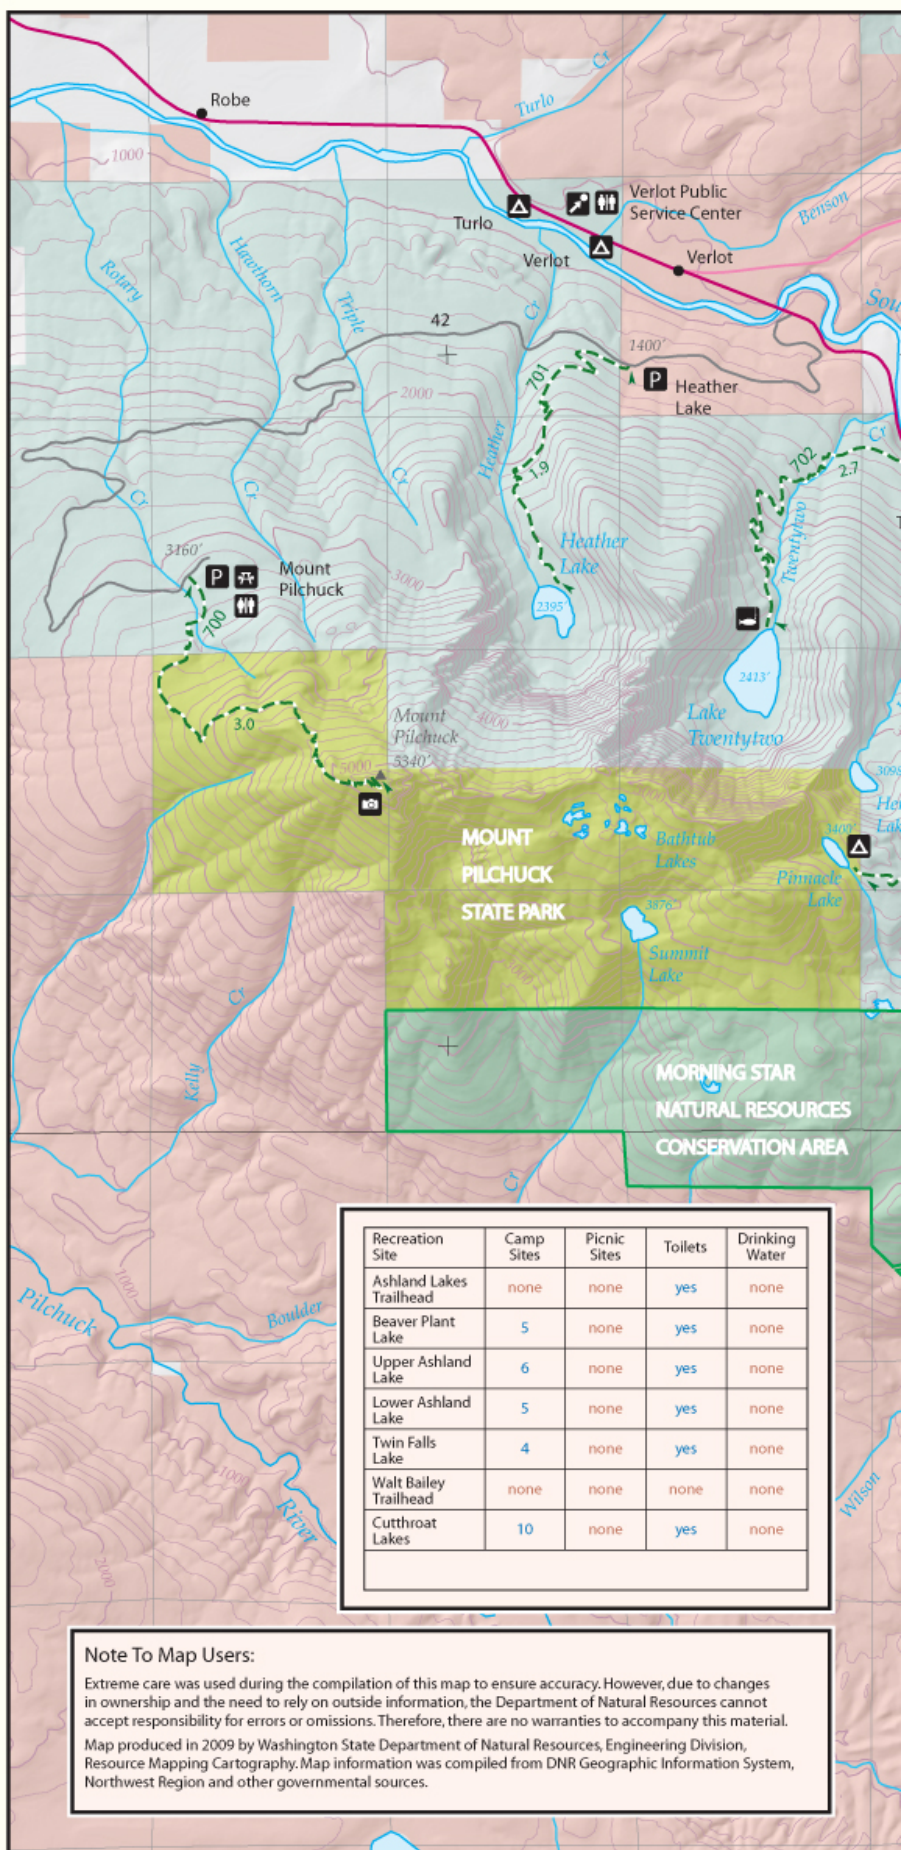 Robe
Cr
Turlo
1000
Verlot Public
Service Center
Benson
Turlo
Verlot
Verlot
Sou
Rotary
Hawthorn
Triple
Cr
42
1400'
P
Heather
Lake
701
2000
Heather
1.9
Cr
702
2.7
Cr
Cr
Cr
3160'
P
Mount
Pilchuck
700
3000
Heather
Lake
2395'
Twentytwo
2413'
Lake
Twentytwo
3.0
4000
Mount
Pilchuck
5340'
5000
3098
He
Lak
MOUNT
PILCHUCK
STATE PARK
Bathtub
Lakes
3400'
Pinnacle
Lake
3876'
Summit
Lake
3000
Cr
Kelly
MORNING STAR
NATURAL RESOURCES
CONSERVATION AREA
Cr
1000
Pilchuck
Boulder
1000
River
2000
Wilson
Recreation Site Camp Sites Picnic Sites Toilets Drinking Water
Ashland Lakes Trailhead none none yes none
Beaver Plant Lake 5 none yes none
Upper Ashland Lake 6 none yes none
Lower Ashland Lake 5 none yes none
Twin Falls Lake 4 none yes none
Walt Bailey Trailhead none none none none
Cutthroat Lakes 10 none yes none
Note To Map Users:
Extreme care was used during the compilation of this map to ensure accuracy. However, due to changes
in ownership and the need to rely on outside information, the Department of Natural Resources cannot
accept responsibility for errors or omissions. Therefore, there are no warranties to accompany this material.
Map produced in 2009 by Washington State Department of Natural Resources, Engineering Division,
Resource Mapping Cartography. Map information was compiled from DNR Geographic Information System,
Northwest Region and other governmental sources.